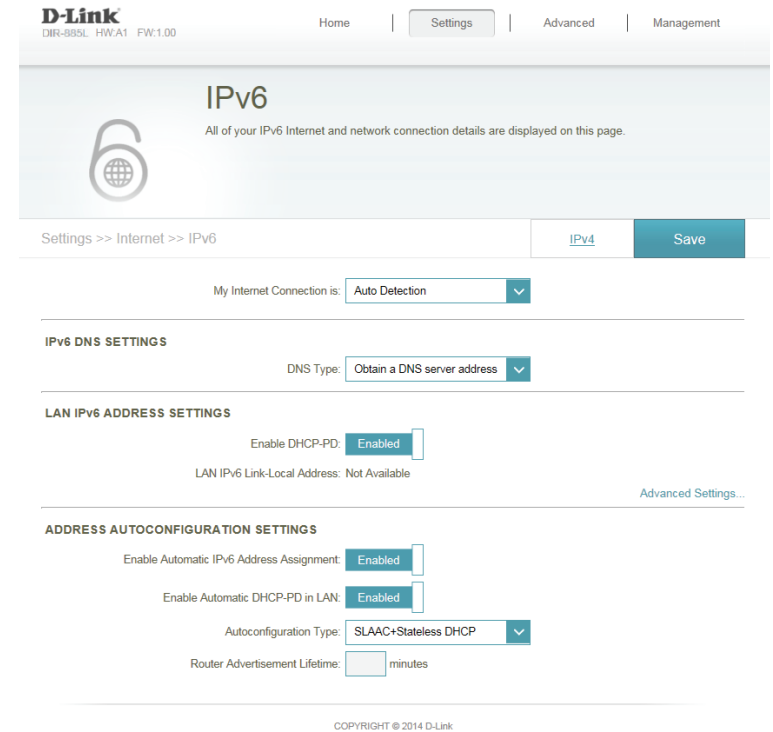 D-Link
DIR-885L HW:A1 FW:1.00
Home
Settings
Advanced
Management
IPv6
All of your IPv6 Internet and network connection details are displayed on this page.
Settings >> Internet >> IPv6
IPv4
Save
My Internet Connection is: Auto Detection
IPv6 DNS SETTINGS
DNS Type: Obtain a DNS server address
LAN IPv6 ADDRESS SETTINGS
Enable DHCP-PD: Enabled
LAN IPv6 Link-Local Address: Not Available
Advanced Settings...
ADDRESS AUTOCONFIGURATION SETTINGS
Enable Automatic IPv6 Address Assignment: Enabled
Enable Automatic DHCP-PD in LAN: Enabled
Autoconfiguration Type: SLAAC+Stateless DHCP
Router Advertisement Lifetime: minutes
COPYRIGHT © 2014 D-Link